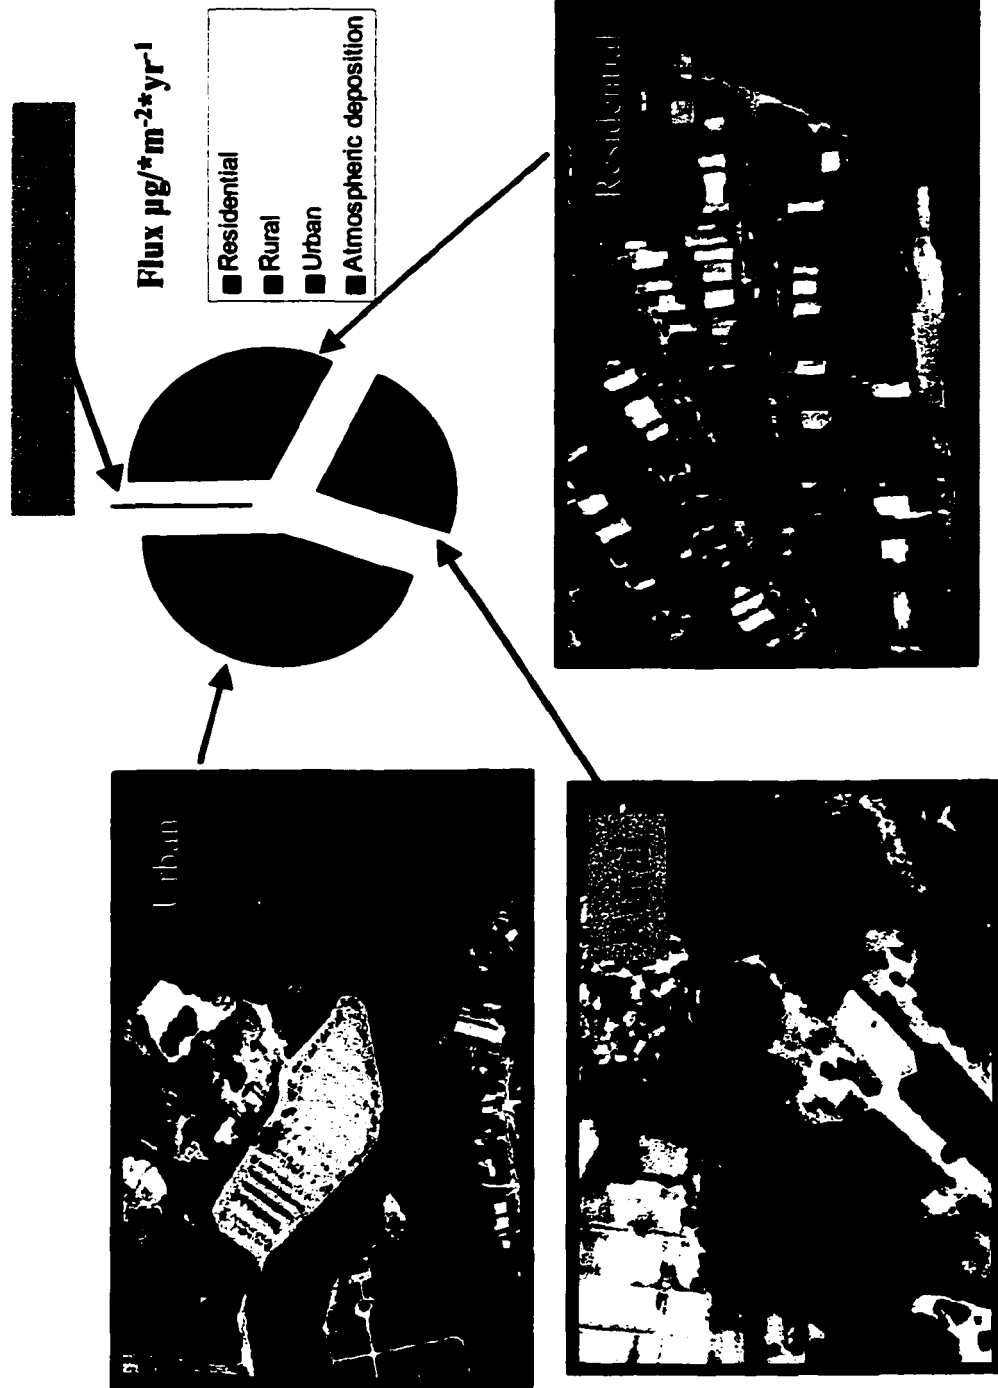 Flux µg/*m-2*yr-1
Residential
Rural
Urban
Atmospheric deposition
Urban
Residential